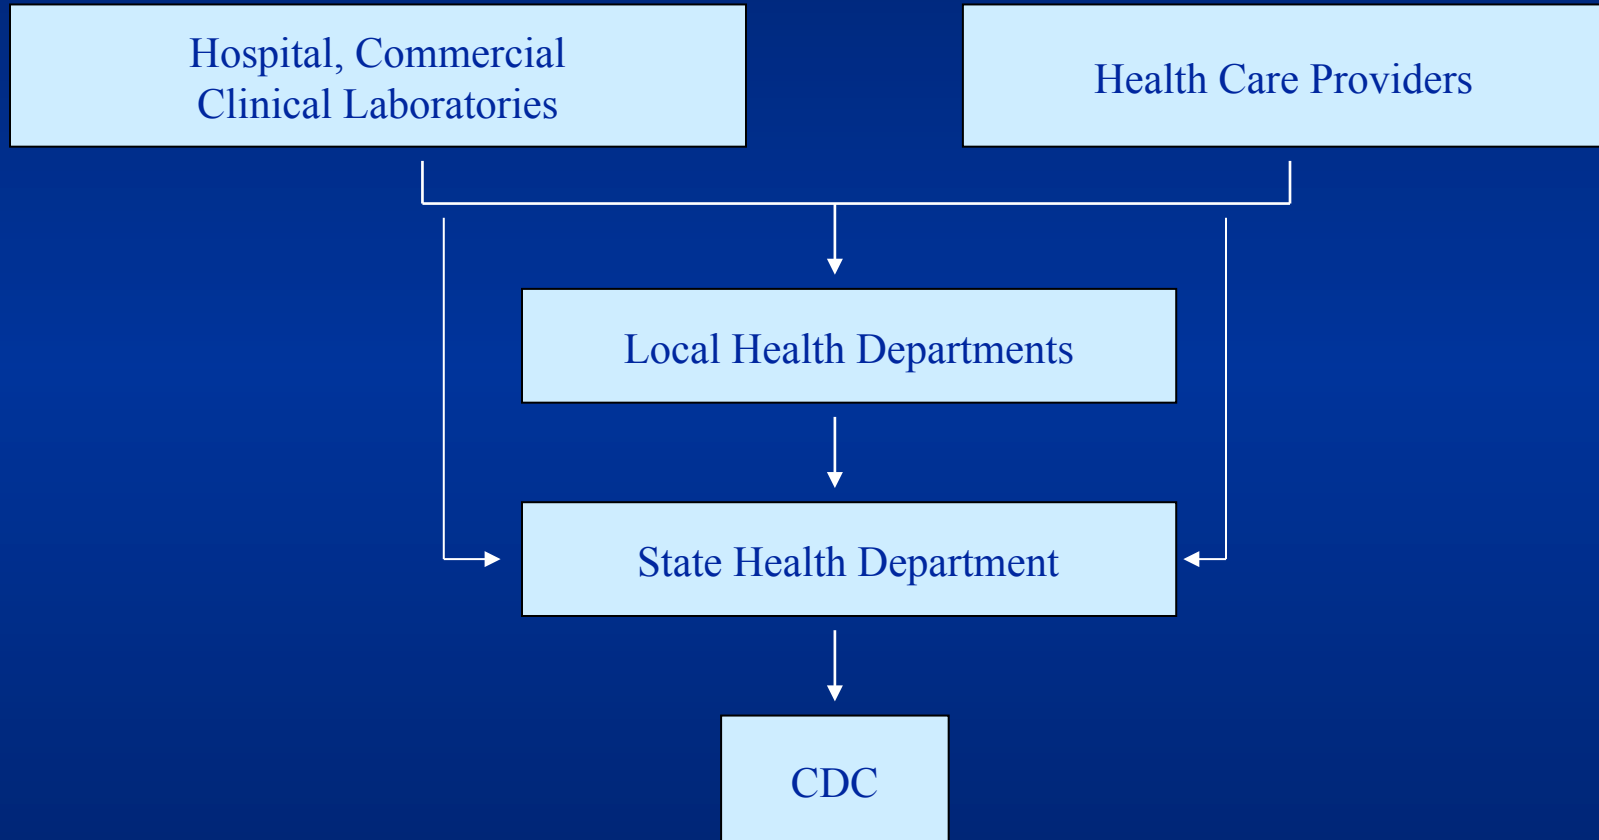 Hospital, Commercial
Clinical Laboratories
Health Care Providers
Local Health Departments
State Health Department
CDC